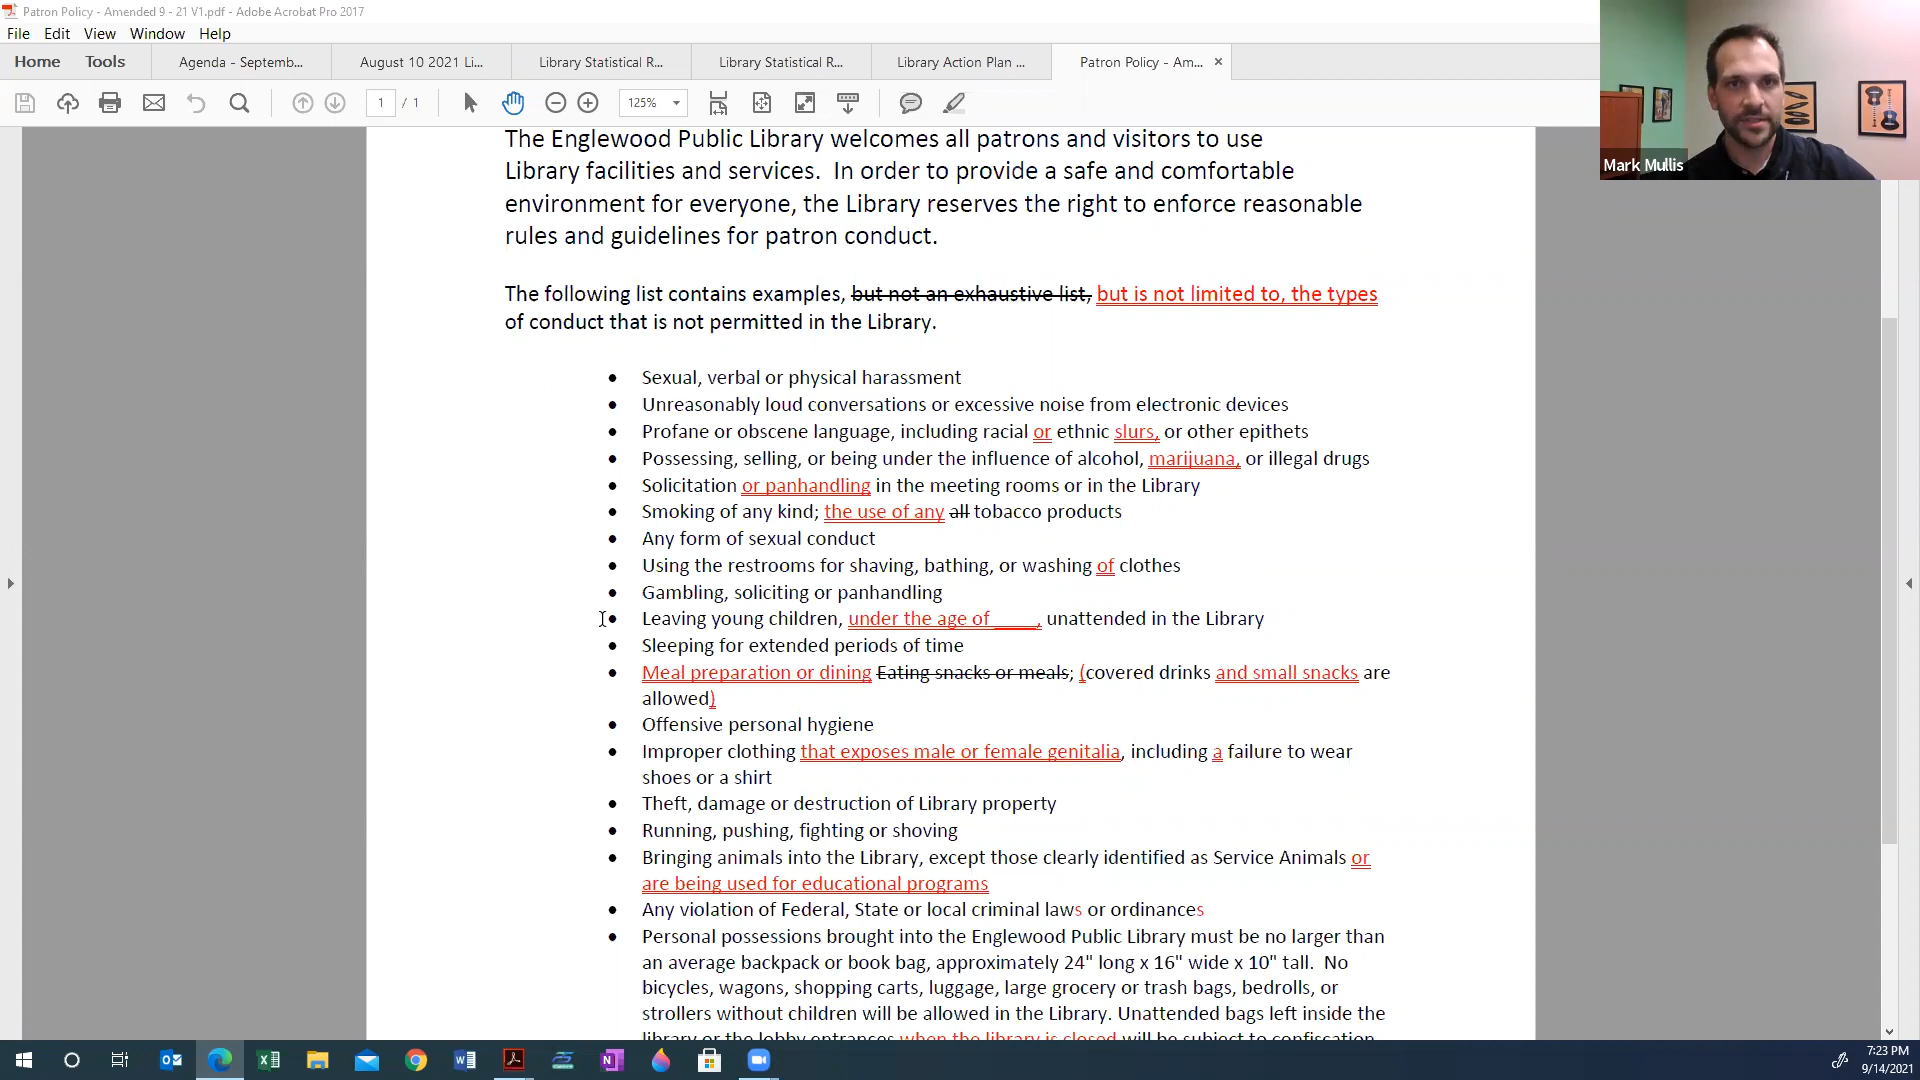 Patron Policy - Amended 9 - 21 V1.pdf - Adobe Acrobat Pro 2017
File Edit View Window Help
Home Tools Agenda - Septemb... August 10 2021 Li... Library Statistical R... Library Statistical R... Library Action Plan ... Patron Policy - Am... ×
1 / 1 125%
Mark Mullis
The Englewood Public Library welcomes all patrons and visitors to use
Library facilities and services. In order to provide a safe and comfortable
environment for everyone, the Library reserves the right to enforce reasonable
rules and guidelines for patron conduct.
The following list contains examples, but not an exhaustive list, but is not limited to, the types
of conduct that is not permitted in the Library.
• Sexual, verbal or physical harassment
• Unreasonably loud conversations or excessive noise from electronic devices
• Profane or obscene language, including racial or ethnic slurs, or other epithets
• Possessing, selling, or being under the influence of alcohol, marijuana, or illegal drugs
• Solicitation or panhandling in the meeting rooms or in the Library
• Smoking of any kind; the use of any all tobacco products
• Any form of sexual conduct
• Using the restrooms for shaving, bathing, or washing of clothes
• Gambling, soliciting or panhandling
• Leaving young children, under the age of ____, unattended in the Library
• Sleeping for extended periods of time
• Meal preparation or dining Eating snacks or meals; (covered drinks and small snacks are
allowed)
• Offensive personal hygiene
• Improper clothing that exposes male or female genitalia, including a failure to wear
shoes or a shirt
• Theft, damage or destruction of Library property
• Running, pushing, fighting or shoving
• Bringing animals into the Library, except those clearly identified as Service Animals or
are being used for educational programs
• Any violation of Federal, State or local criminal laws or ordinances
• Personal possessions brought into the Englewood Public Library must be no larger than
an average backpack or book bag, approximately 24" long x 16" wide x 10" tall. No
bicycles, wagons, shopping carts, luggage, large grocery or trash bags, bedrolls, or
strollers without children will be allowed in the Library. Unattended bags left inside the
library or the lobby entrances when the library is closed will be subject to confiscation
7:23 PM
9/14/2021